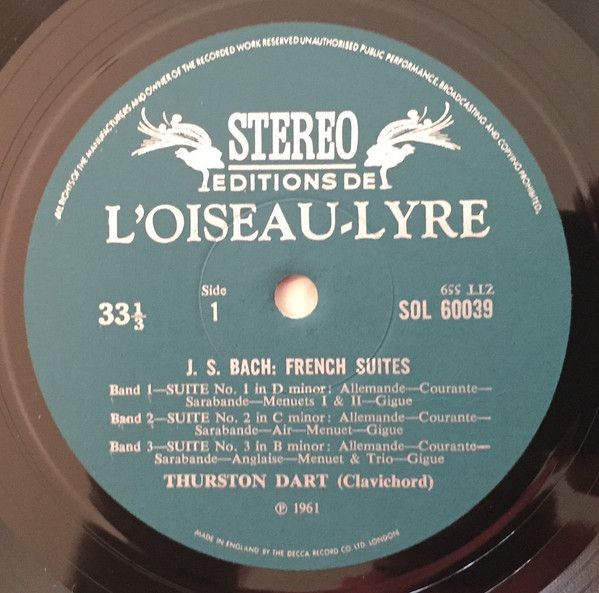 ALL RIGHTS OF THE MANUFACTURERS AND OWNER OF THE RECORDED WORK RESERVED UNAUTHORISED PUBLIC PERFORMANCE, BROADCASTING AND COPYING PROHIBITED.
STEREO
EDITIONS DE
L'OISEAU-LYRE
33⅓
Side
1
ZTT 559
SOL 60039
J. S. BACH: FRENCH SUITES
Band 1—SUITE No. 1 in D minor: Allemande—Courante—
Sarabande—Menuets I & II—Gigue
Band 2—SUITE No. 2 in C minor: Allemande—Courante—
Sarabande—Air—Menuet—Gigue
Band 3—SUITE No. 3 in B minor: Allemande—Courante—
Sarabande—Anglaise—Menuet & Trio—Gigue
THURSTON DART (Clavichord)
℗ 1961
MADE IN ENGLAND BY THE DECCA RECORD CO LTD. LONDON